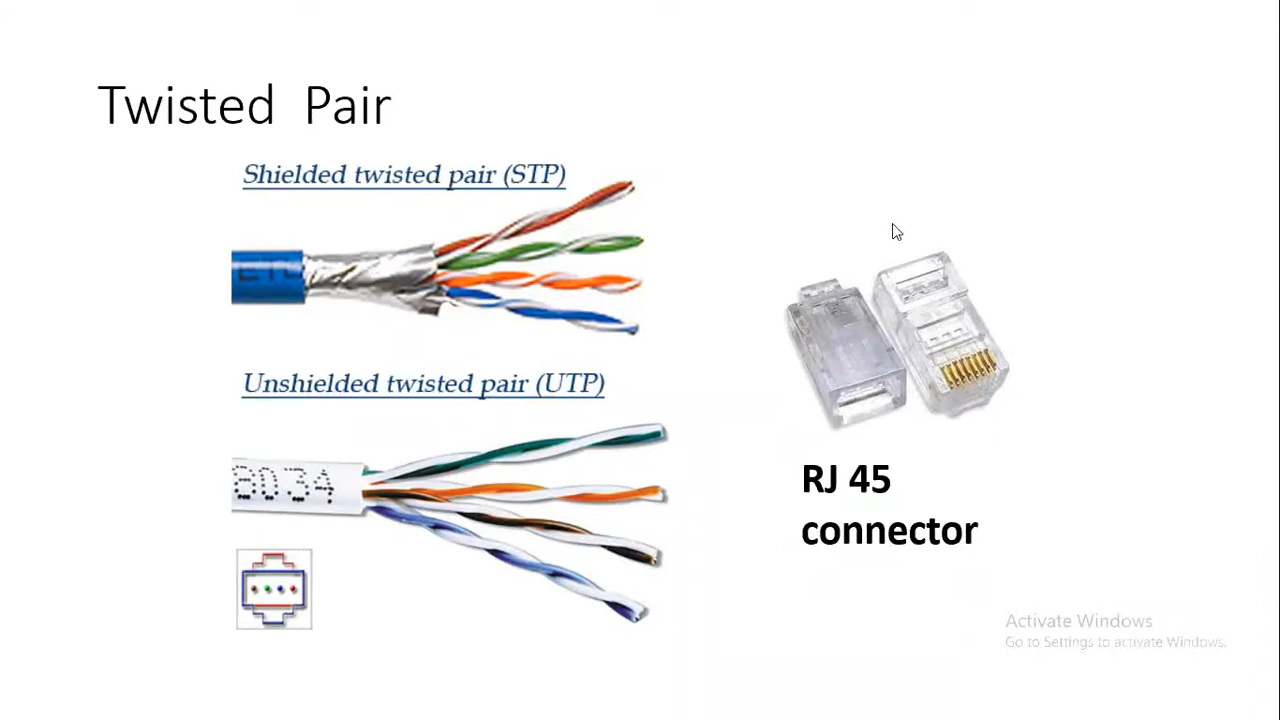 Twisted Pair
Shielded twisted pair (STP)
Unshielded twisted pair (UTP)
8034
RJ 45
connector
Activate Windows
Go to Settings to activate Windows.